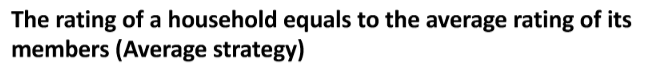 The rating of a household equals to the average rating of its
members (Average strategy)